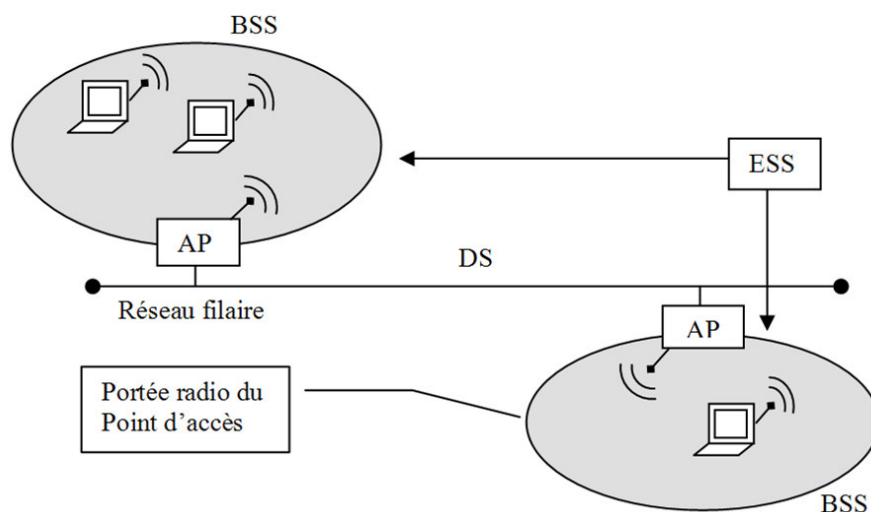 BSS
ESS
AP
DS
Réseau filaire
AP
Portée radio du
Point d'accès
BSS